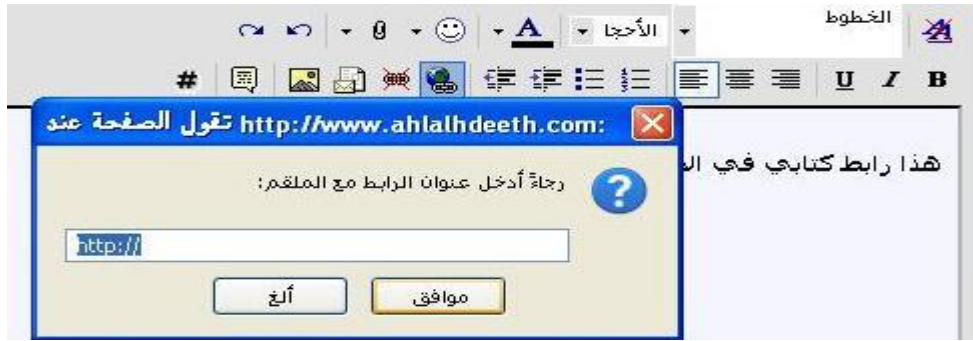 الخطوط
الأحجا
A
#
U I B
تقول الصفحة عند http://www.ahlalhdeeth.com:
هذا رابط كتابي في
رجاءً أدخل عنوان الرابط مع الملقم:
http://
موافق
ألغ